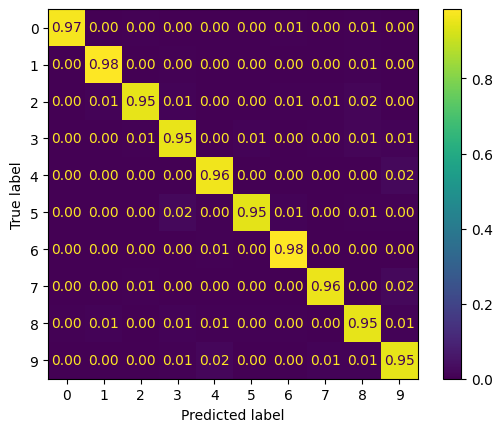 0 0.97 0.00 0.00 0.00 0.00 0.00 0.01 0.00 0.01 0.00
1 0.00 0.98 0.00 0.00 0.00 0.00 0.00 0.00 0.01 0.00
2 0.00 0.01 0.95 0.01 0.00 0.00 0.01 0.01 0.02 0.00
3 0.00 0.00 0.01 0.95 0.00 0.01 0.00 0.00 0.01 0.01
4 0.00 0.00 0.00 0.00 0.96 0.00 0.00 0.00 0.00 0.02
5 0.00 0.00 0.00 0.02 0.00 0.95 0.01 0.00 0.01 0.00
6 0.00 0.00 0.00 0.00 0.01 0.00 0.98 0.00 0.00 0.00
7 0.00 0.00 0.01 0.00 0.00 0.00 0.00 0.96 0.00 0.02
8 0.00 0.01 0.00 0.01 0.01 0.00 0.00 0.00 0.95 0.01
9 0.00 0.00 0.00 0.01 0.02 0.00 0.00 0.01 0.01 0.95
0 1 2 3 4 5 6 7 8 9
Predicted label
True label
0.8
0.6
0.4
0.2
0.0